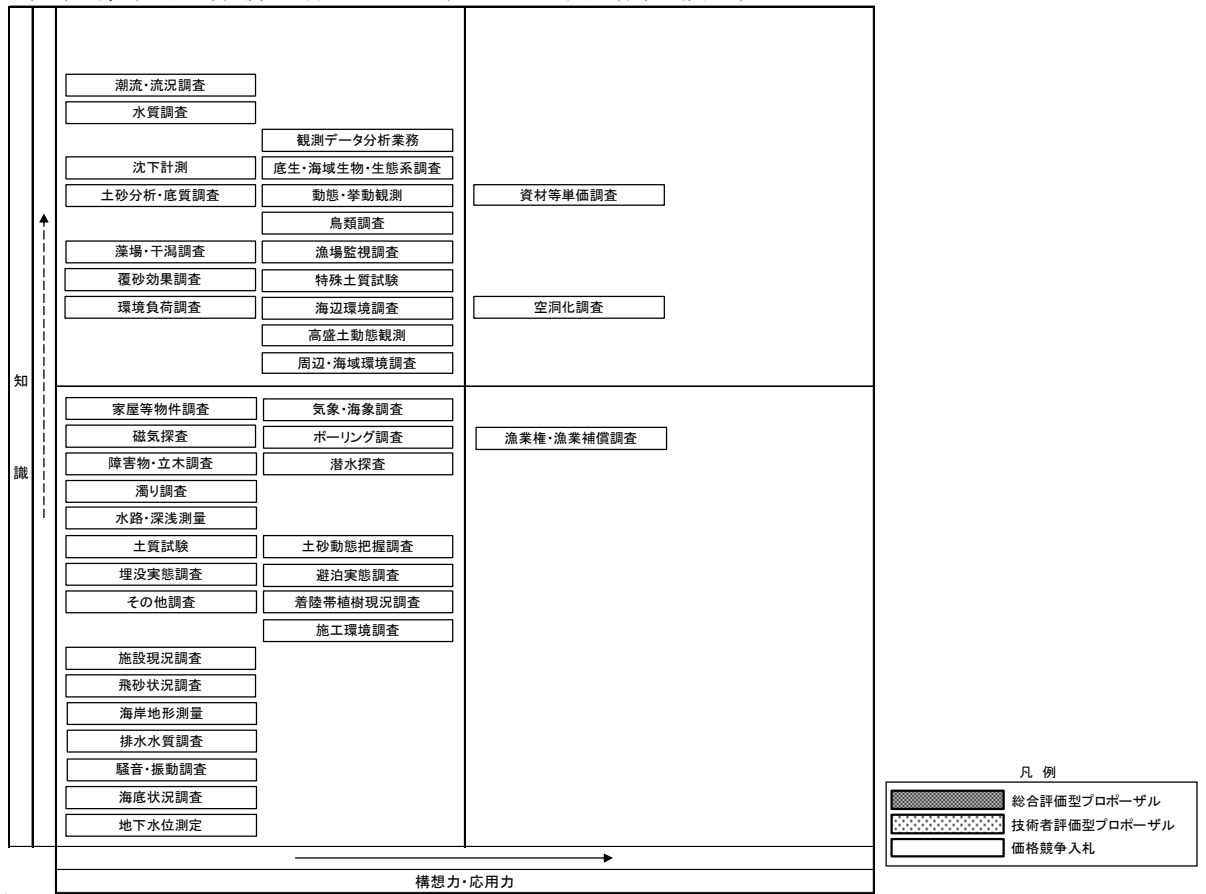 潮流・流況調査
水質調査
観測データ分析業務
沈下計測 底生・海域生物・生態系調査
土砂分析・底質調査 動態・挙動観測 資材等単価調査
鳥類調査
藻場・干潟調査 漁場監視調査
覆砂効果調査 特殊土質試験
環境負荷調査 海辺環境調査 空洞化調査
高盛土動態観測
周辺・海域環境調査
知識
家屋等物件調査 気象・海象調査
磁気探査 ボーリング調査 漁業権・漁業補償調査
障害物・立木調査 潜水探査
濁り調査
水路・深浅測量
土質試験 土砂動態把握調査
埋没実態調査 避泊実態調査
その他調査 着陸帯植樹現況調査
施工環境調査
施設現況調査
飛砂状況調査
海岸地形測量
排水水質調査
騒音・振動調査
海底状況調査
地下水位測定
構想力・応用力
凡 例
総合評価型プロポーザル
技術者評価型プロポーザル
価格競争入札